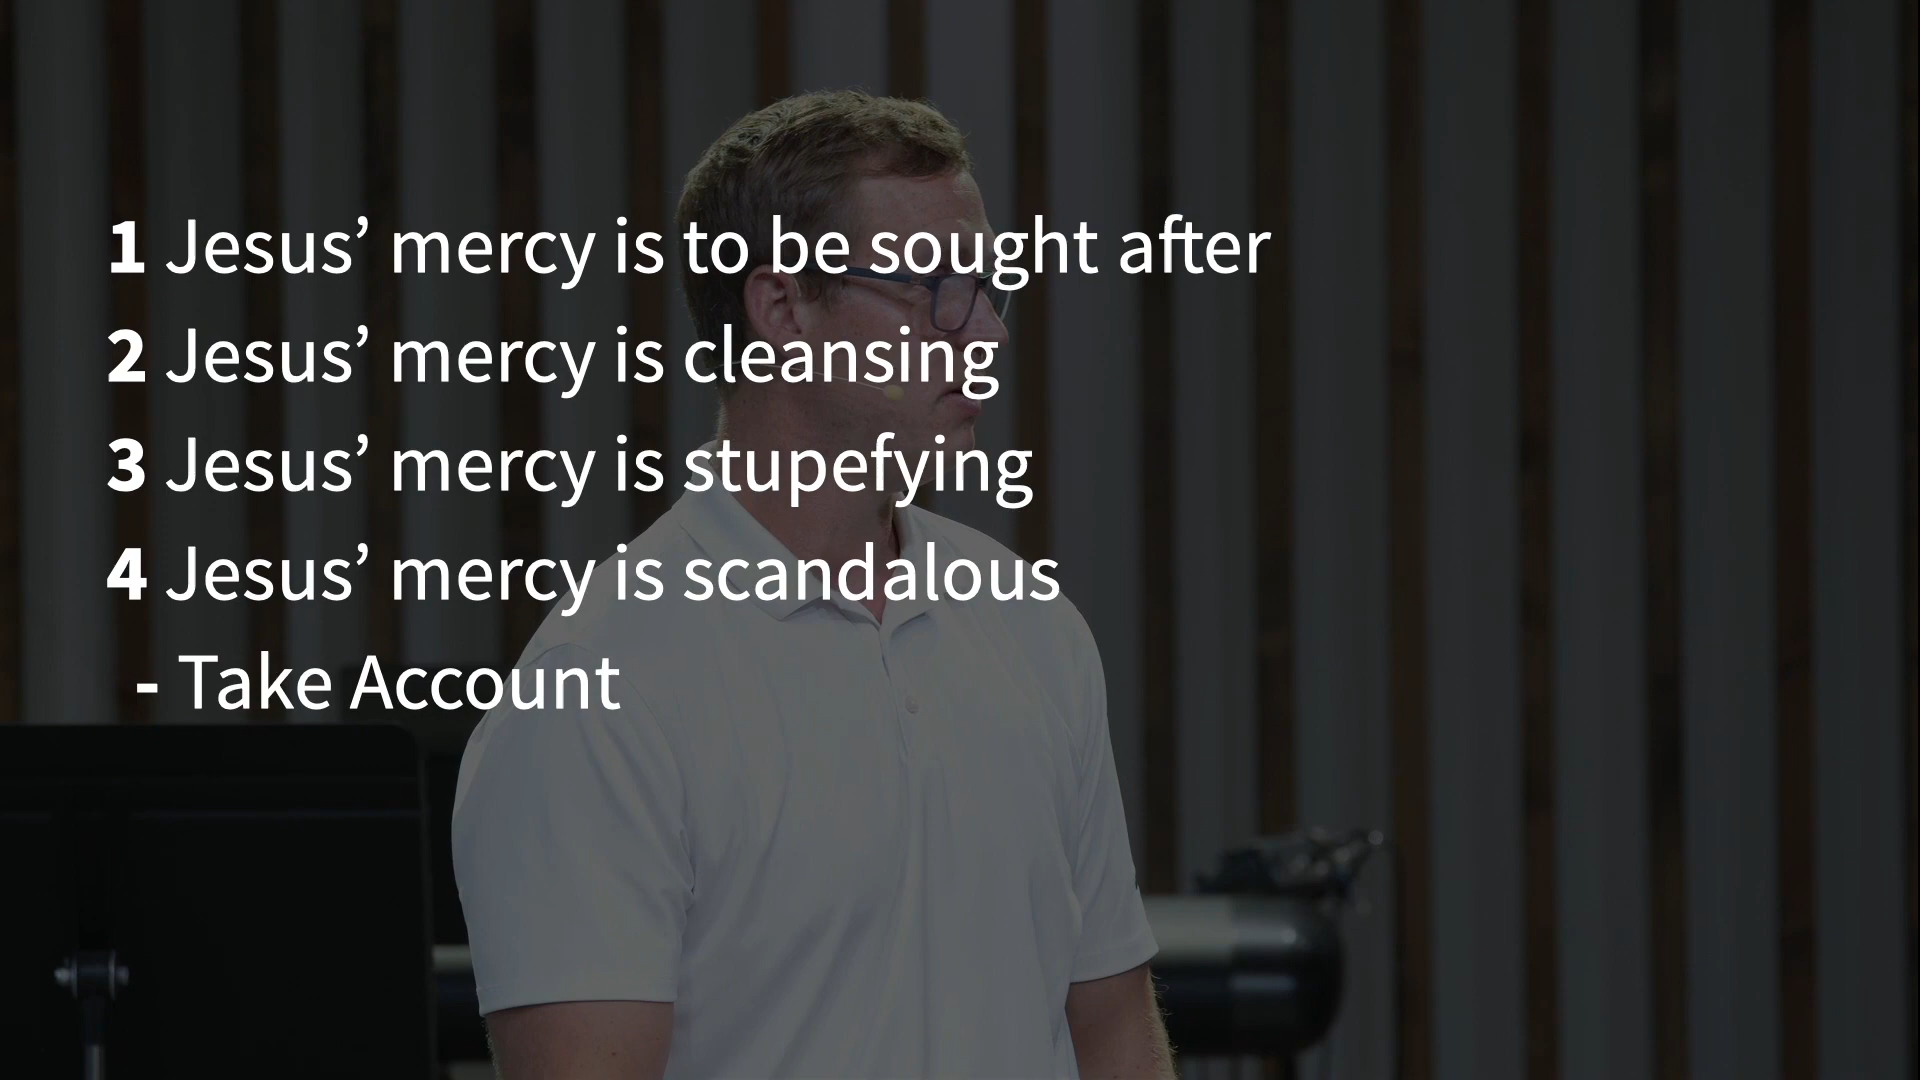 1 Jesus’ mercy is to be sought after
2 Jesus’ mercy is cleansing
3 Jesus’ mercy is stupefying
4 Jesus’ mercy is scandalous
- Take Account